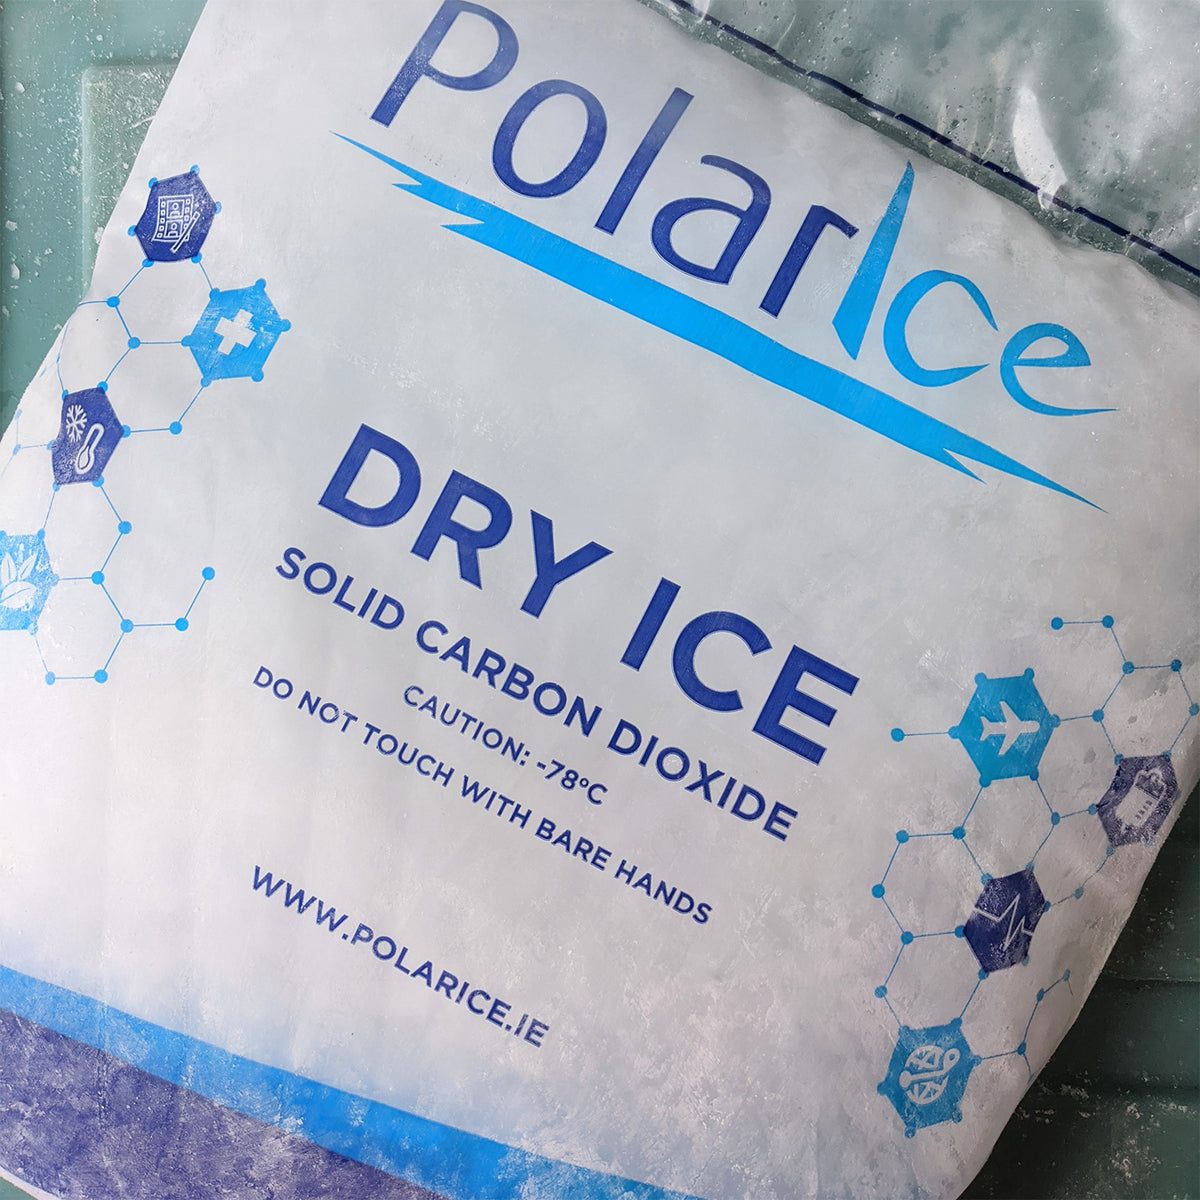 PolarIce
DRY ICE
SOLID CARBON DIOXIDE
CAUTION: -78°C
DO NOT TOUCH WITH BARE HANDS
WWW.POLARICE.IE